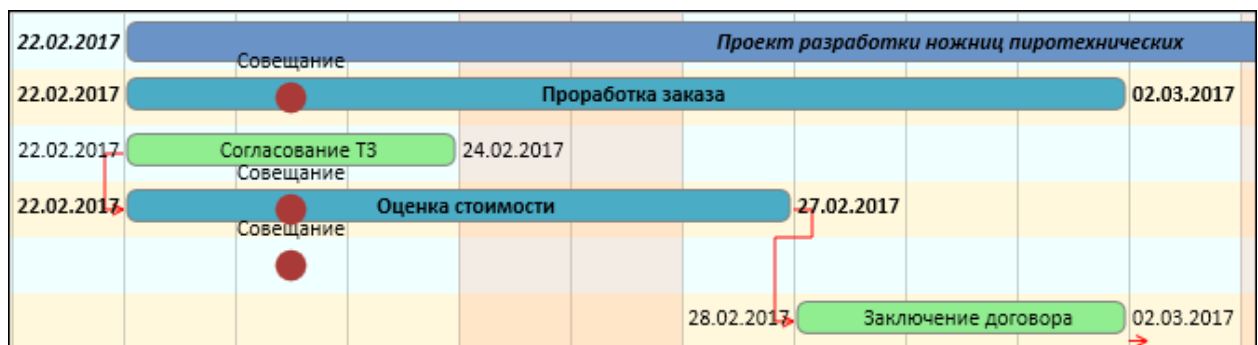 22.02.2017 Проект разработки ножниц пиротехнических
Совещание
22.02.2017 Проработка заказа 02.03.2017
22.02.2017 Согласование ТЗ 24.02.2017
Совещание
22.02.2017 Оценка стоимости 27.02.2017
Совещание
28.02.2017 Заключение договора 02.03.2017